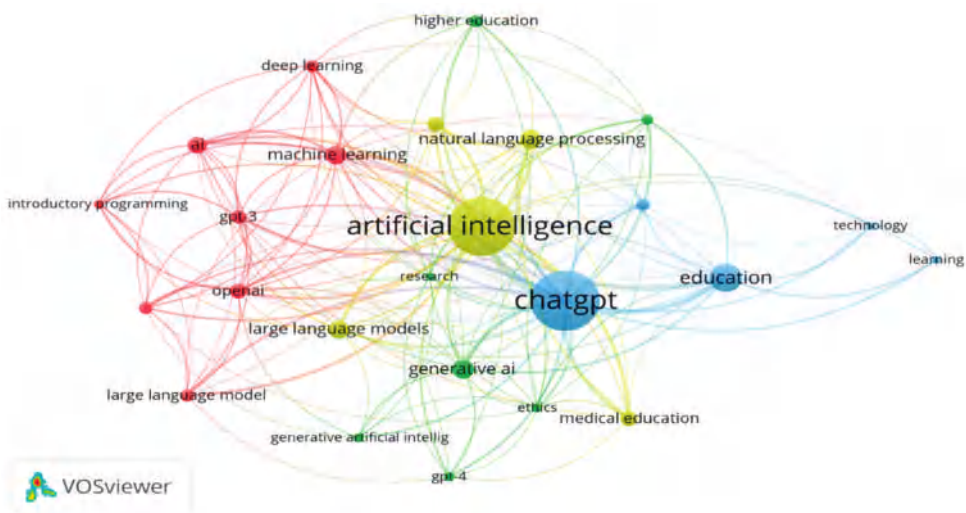 higher education
deep learning
natural language processing
ai
machine learning
introductory programming
gpt-3
artificial intelligence
technology
learning
research
education
openai
chatgpt
large language models
generative ai
large language model
ethics
medical education
generative artificial intellig
gpt-4
VOSviewer